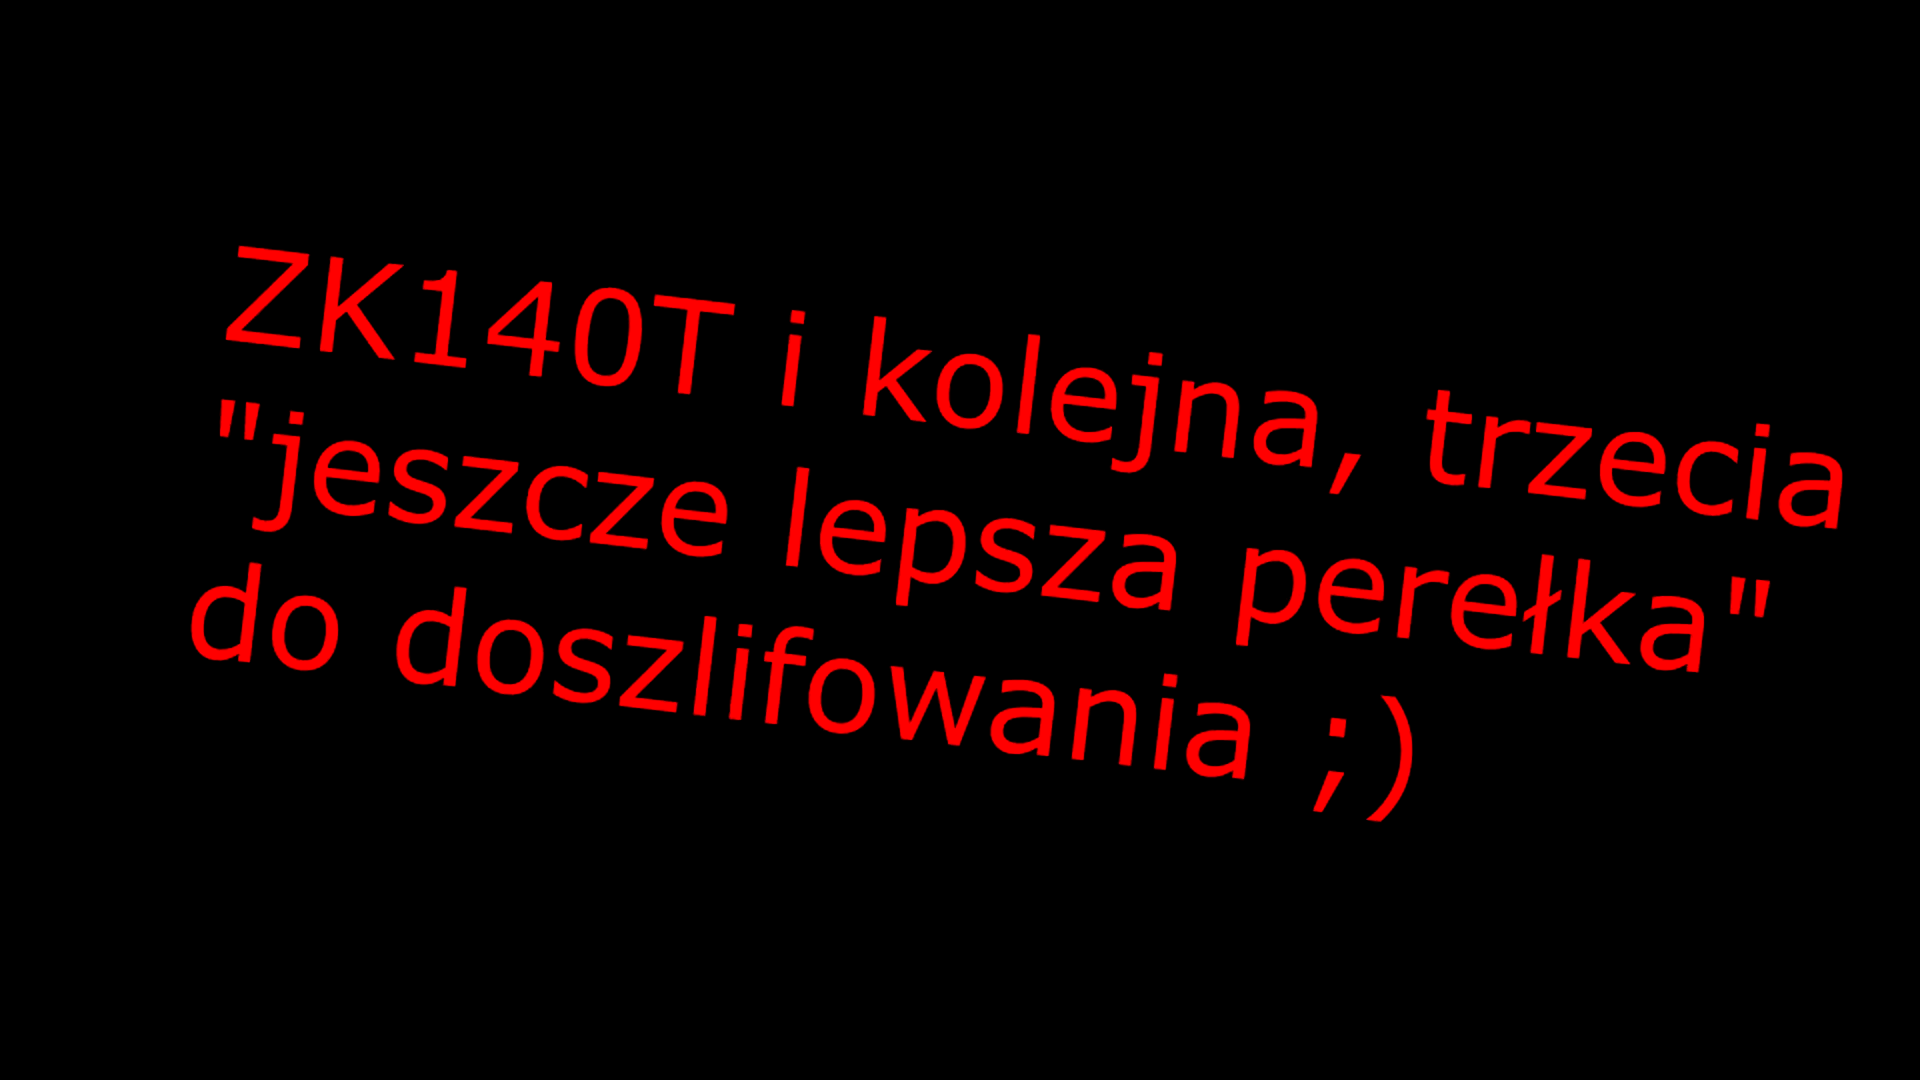 ZK140T i kolejna, trzecia
"jeszcze lepsza perełka"
do doszlifowania ;)